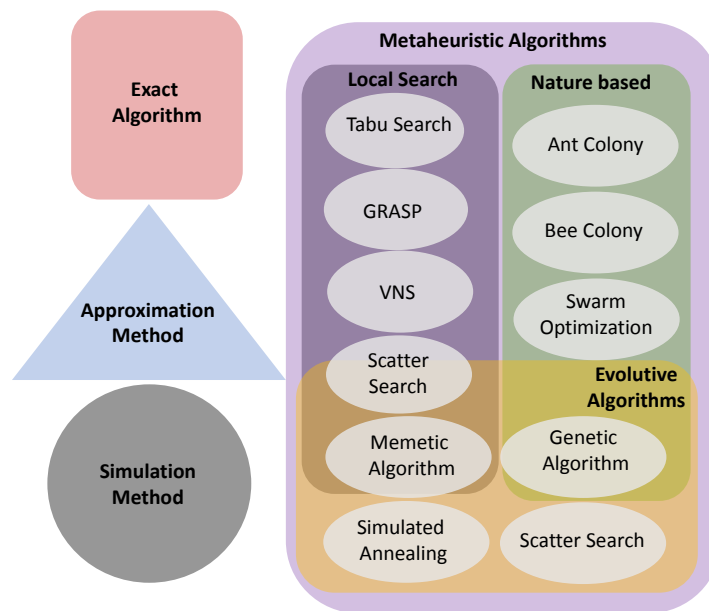 Exact
Algorithm
Approximation
Method
Simulation
Method
Metaheuristic Algorithms
Local Search
Tabu Search
GRASP
VNS
Scatter
Search
Memetic
Algorithm
Simulated
Annealing
Nature based
Ant Colony
Bee Colony
Swarm
Optimization
Evolutive
Algorithms
Genetic
Algorithm
Scatter Search